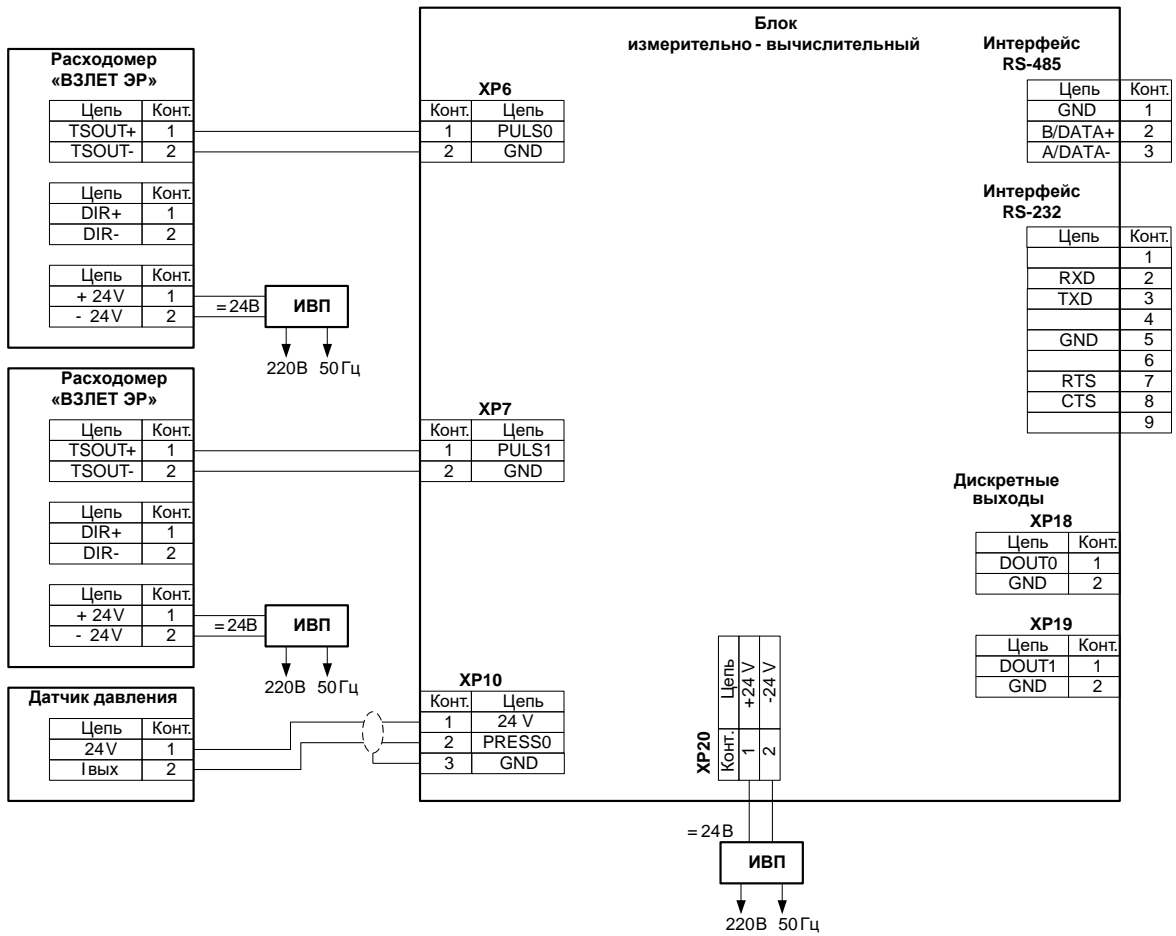 Блок
измерительно - вычислительный
Расходомер
«ВЗЛЕТ ЭР»
Цепь Конт.
TSOUT+ 1
TSOUT- 2
Цепь Конт.
DIR+ 1
DIR- 2
Цепь Конт.
+ 24V 1
- 24V 2
= 24В
ИВП
220В 50Гц
XP6
Конт. Цепь
1 PULS0
2 GND
Расходомер
«ВЗЛЕТ ЭР»
Цепь Конт.
TSOUT+ 1
TSOUT- 2
Цепь Конт.
DIR+ 1
DIR- 2
Цепь Конт.
+ 24V 1
- 24V 2
= 24В
ИВП
220В 50Гц
XP7
Конт. Цепь
1 PULS1
2 GND
Датчик давления
Цепь Конт.
24V 1
Iвых 2
XP10
Конт. Цепь
1 24 V
2 PRESS0
3 GND
XP20
Конт. Цепь
1 +24 V
2 -24 V
= 24В
ИВП
220В 50Гц
Интерфейс
RS-485
Цепь Конт.
GND 1
B/DATA+ 2
A/DATA- 3
Интерфейс
RS-232
Цепь Конт.
1
RXD 2
TXD 3
4
GND 5
6
RTS 7
CTS 8
9
Дискретные
выходы
XP18
Цепь Конт.
DOUT0 1
GND 2
XP19
Цепь Конт.
DOUT1 1
GND 2